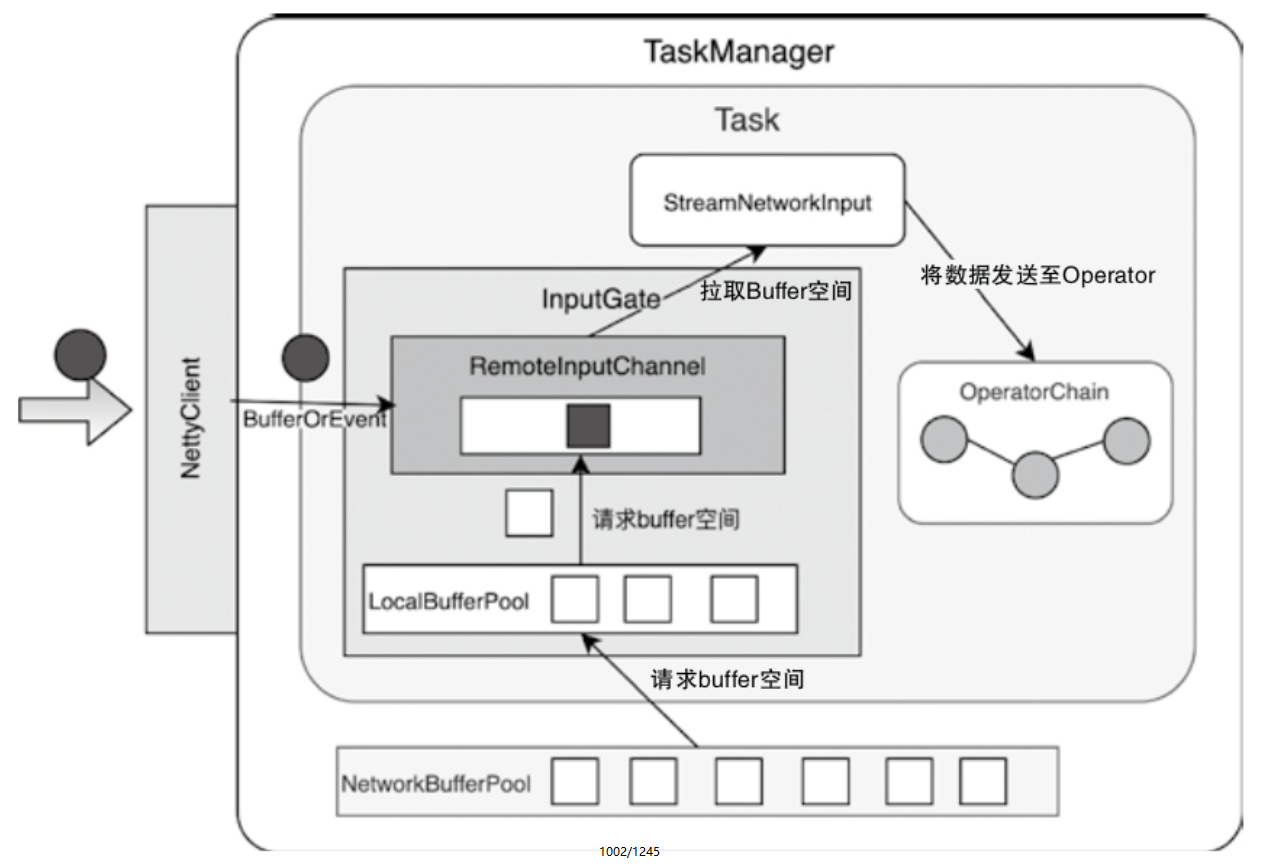 TaskManager
Task
StreamNetworkInput
InputGate
拉取Buffer空间
将数据发送至Operator
RemoteInputChannel
NettyClient
BufferOrEvent
OperatorChain
请求buffer空间
LocalBufferPool
请求buffer空间
NetworkBufferPool
1002/1245